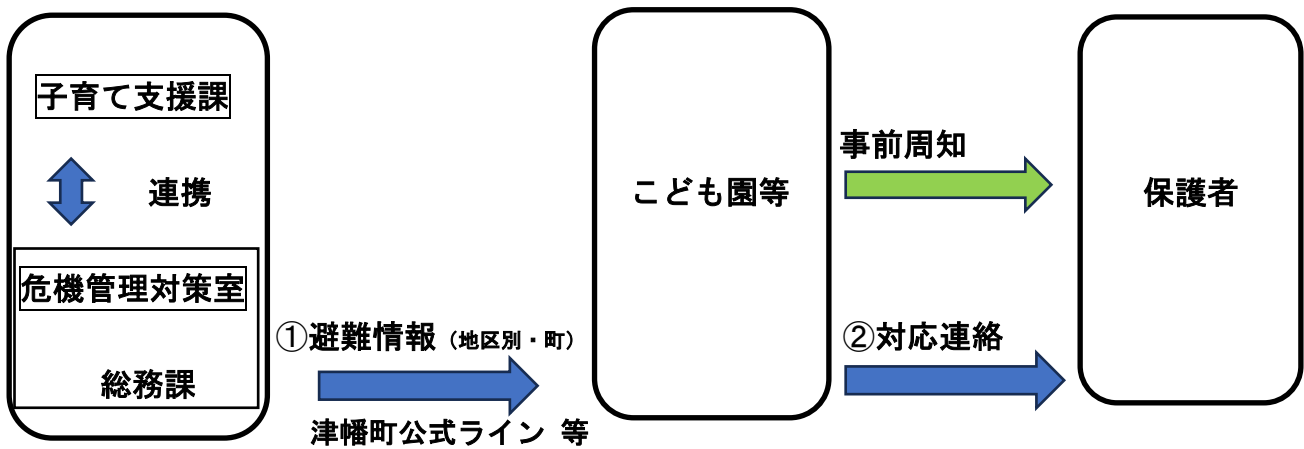 子育て支援課
連携
危機管理対策室
総務課
①避難情報（地区別・町）
津幡町公式ライン 等
こども園等
事前周知
②対応連絡
保護者